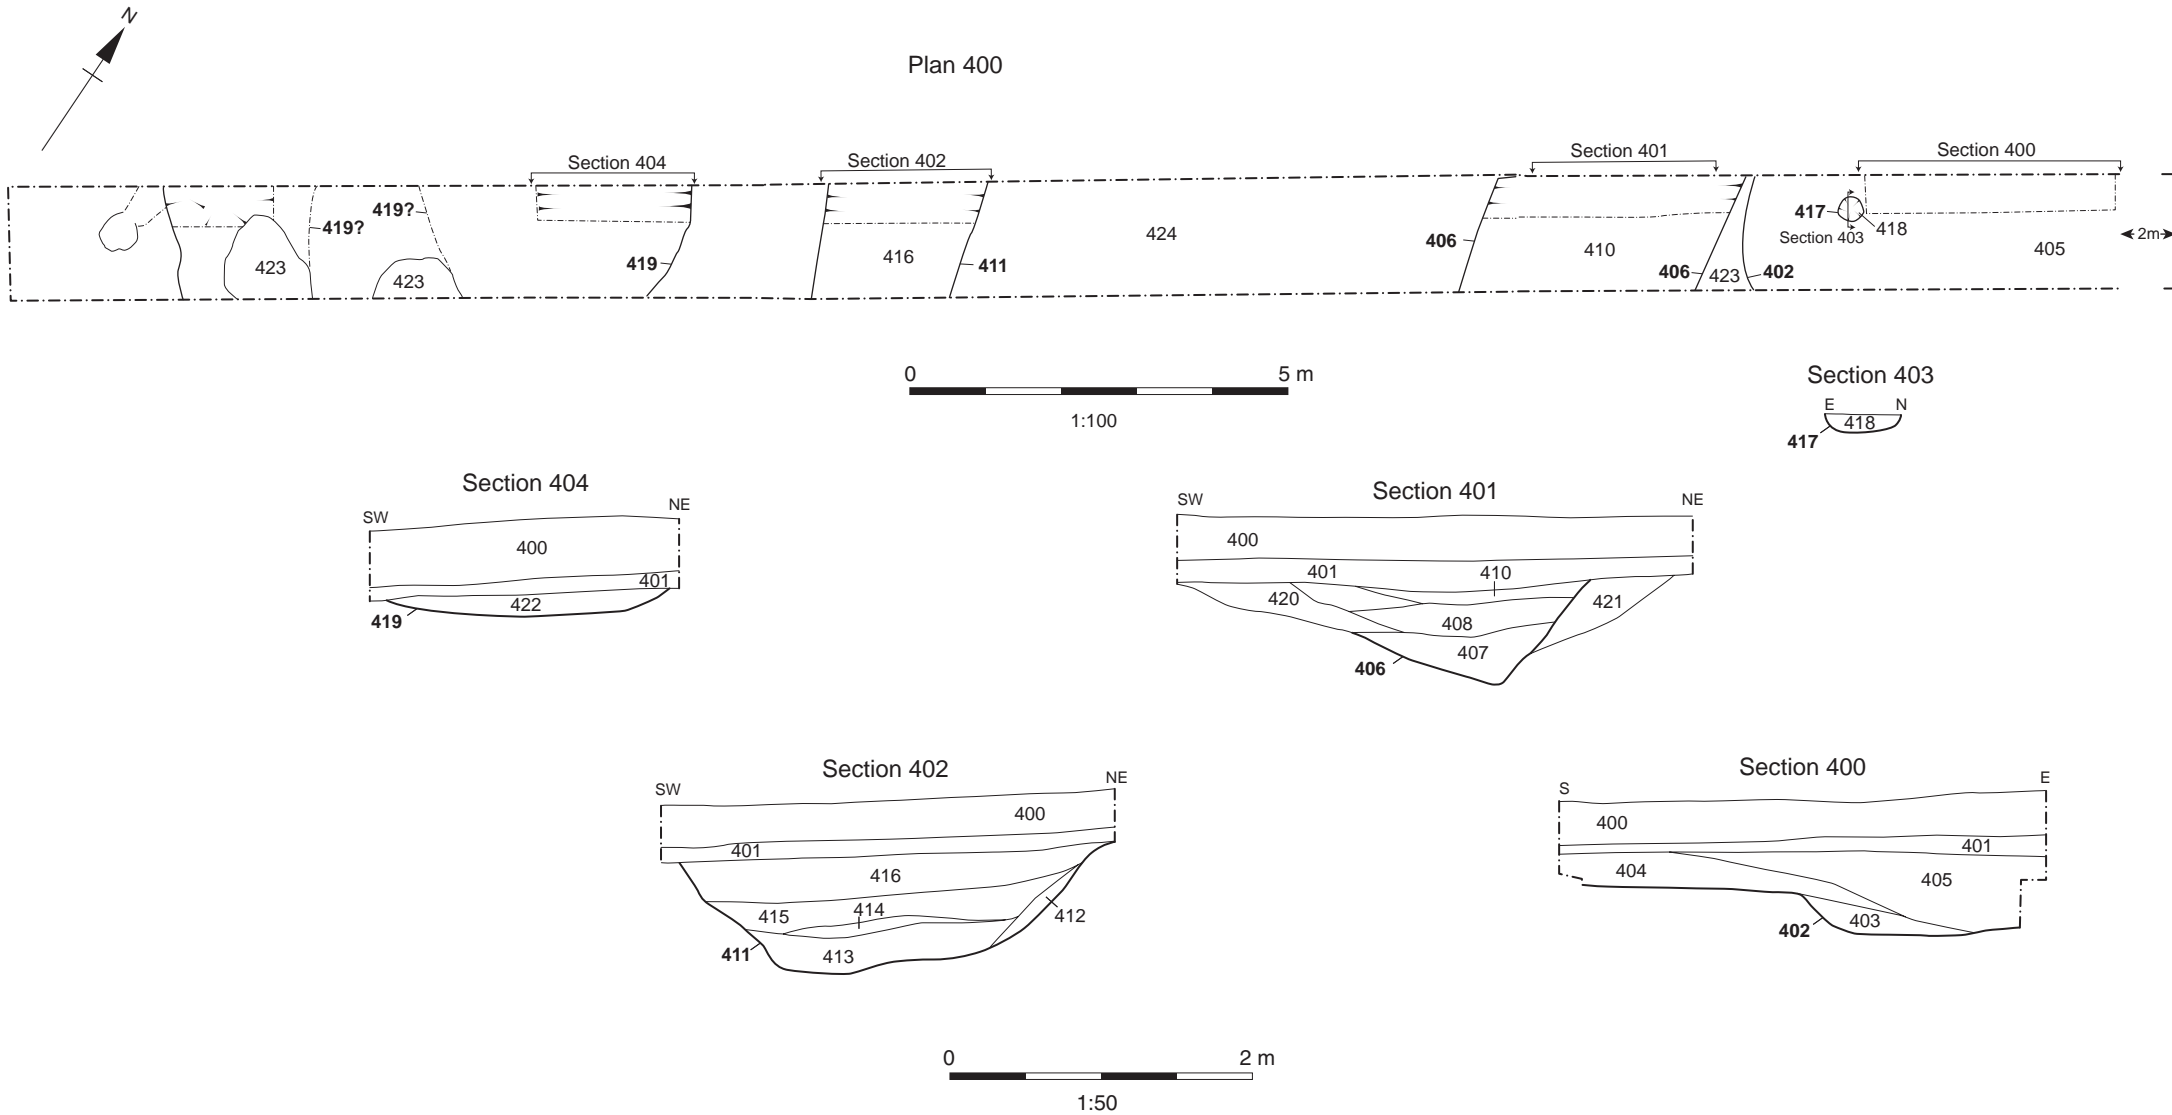 N
Plan 400
Section 404
Section 402
Section 401
Section 400
419?
419?
423
423
419
416
411
424
406
410
406
423
402
417
418
Section 403
405
2m
0 5 m
1:100
Section 403
E N
418
417
Section 404
SW NE
400
401
422
419
Section 401
SW NE
400
401
410
420
421
408
407
406
Section 402
SW NE
400
401
416
415
414
412
411
413
Section 400
S E
400
401
404
405
403
402
0 2 m
1:50